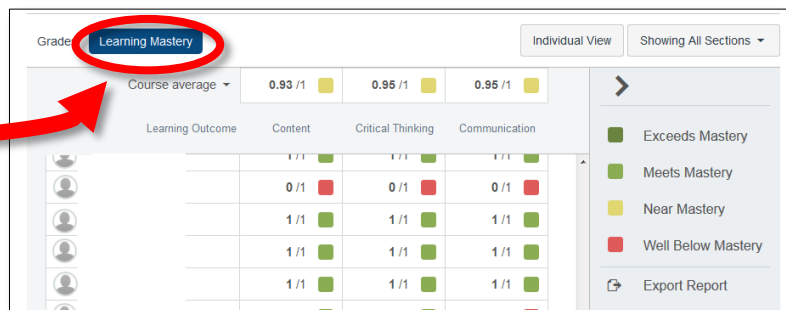 Grade Learning Mastery Individual View Showing All Sections
Course average 0.93 /1 0.95 /1 0.95 /1
Learning Outcome Content Critical Thinking Communication
Exceeds Mastery
1 /1 1 /1 1 /1
Meets Mastery
0 /1 0 /1 0 /1
Near Mastery
1 /1 1 /1 1 /1
Well Below Mastery
1 /1 1 /1 1 /1
1 /1 1 /1 1 /1
Export Report